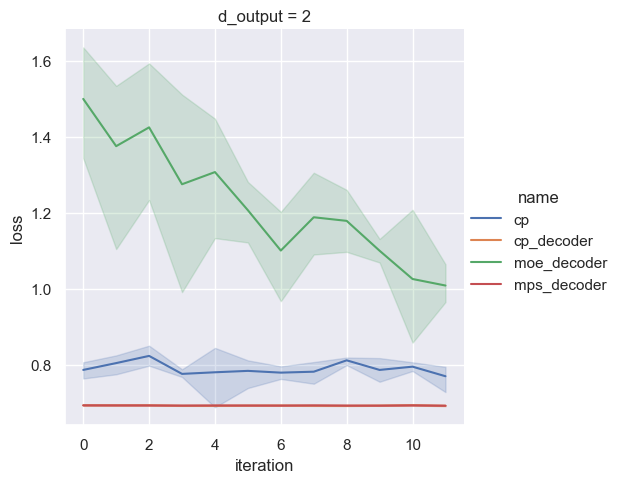 d_output = 2
1.6
1.4
1.2
1.0
0.8
loss
0
2
4
6
8
10
iteration
name
cp
cp_decoder
moe_decoder
mps_decoder